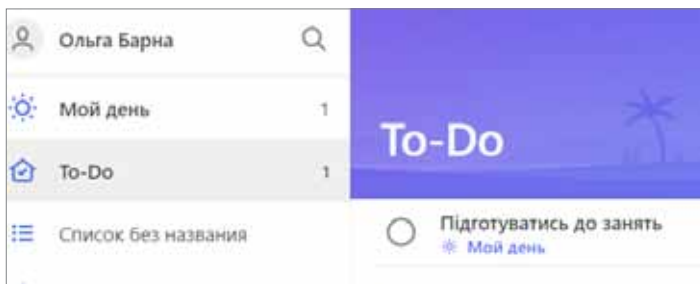 Ольга Барна
Мой день 1
To-Do 1
Список без названия
To-Do
Підготуватись до занять
Мой день